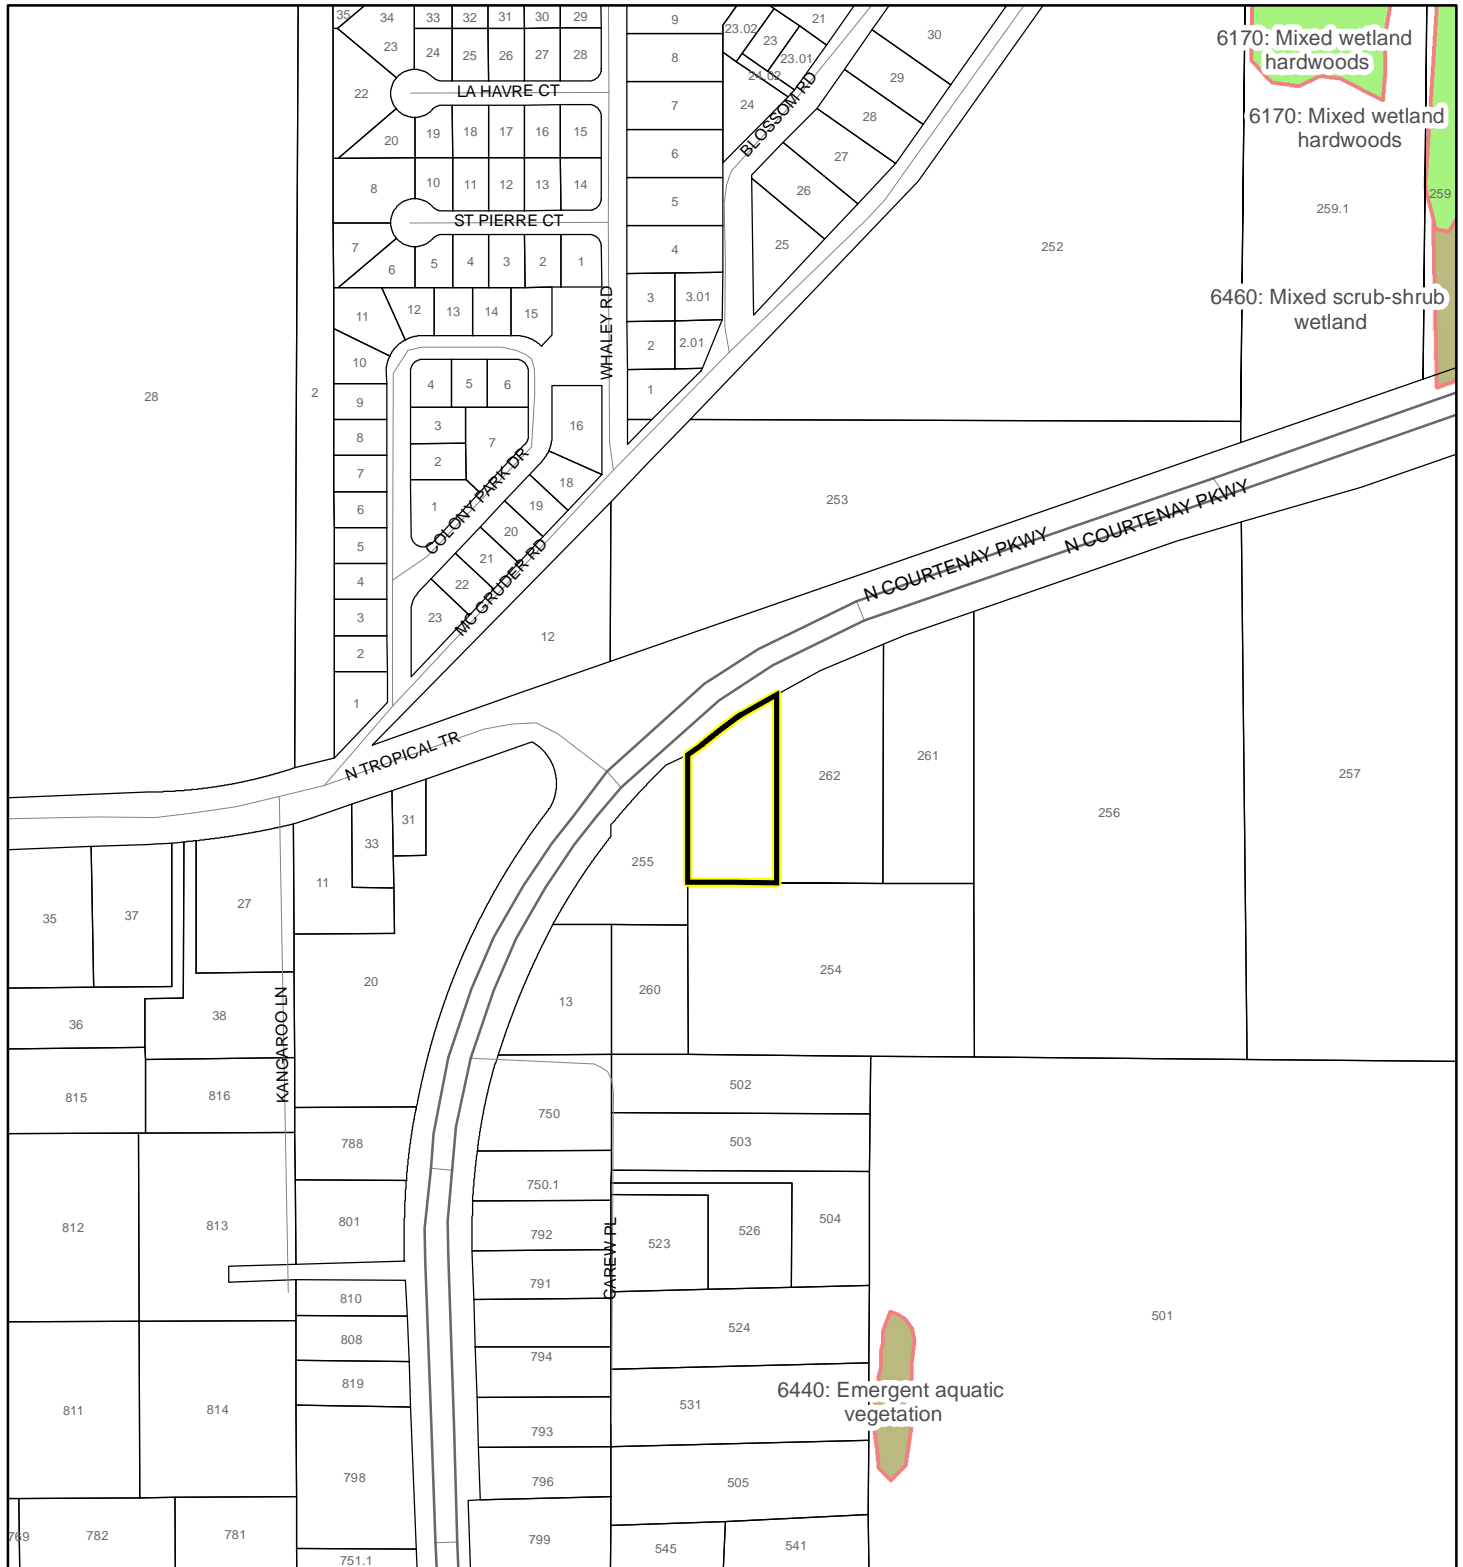 35 34 33 32 31 30 29 9 23.02 23 21 30
23 24 25 26 27 28 8 23.01 24.02 29
6170: Mixed wetland
hardwoods
22 LA HAVRE CT 7 24 BLOSSOM RD 28
6170: Mixed wetland
hardwoods
20 19 18 17 16 15 6 27
8 10 11 12 13 14 5 26 259.1 259
ST PIERRE CT
7 6 5 4 3 2 1 4 25 252
WHALEY RD
6460: Mixed scrub-shrub
wetland
11 12 13 14 15 3 3.01
10 2 2.01
28 2 9 4 5 6 1
8 3 7 16
7 2 18
6 1 19 253
COLONY PARK DR
N COURTENAY PKWY
N COURTENAY PKWY
5 20
4 22 21
MC GRUDER RD
3 23 12
2
1
N TROPICAL TR
262 261 256 257
31
33
11 255
35 37 27
254
20 13 260
36 38
KANGAROO LN
815 816 750 502
788 503
750.1
812 813 801 792 523 526 504
CAREW PL
791
810 524 501
808 794
819
6440: Emergent aquatic
vegetation
811 814 793 531
798 796 505
769 782 781 799 545 541
751.1